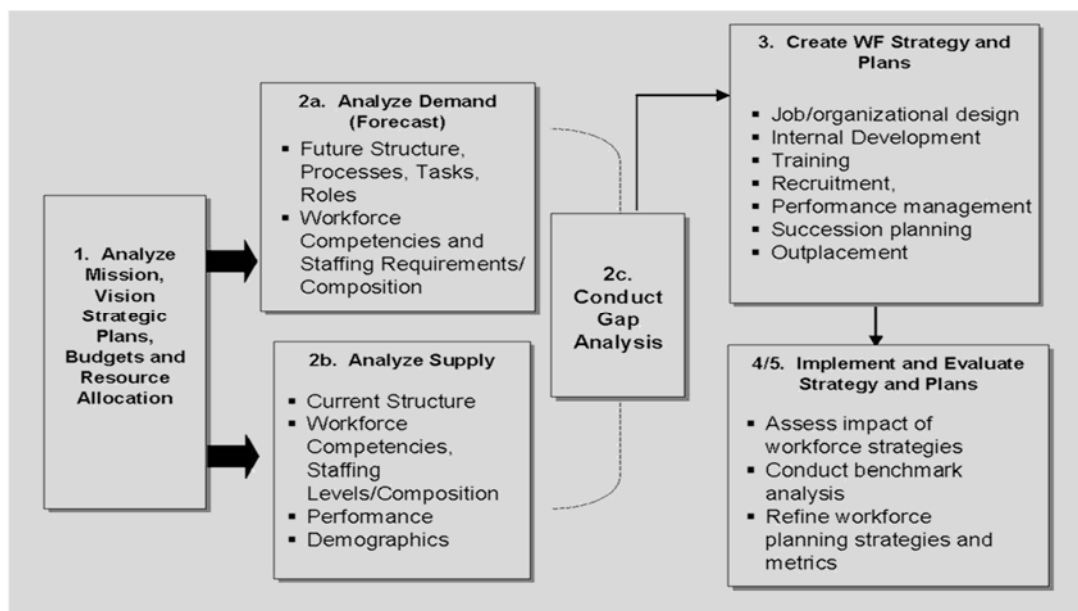 1. Analyze
Mission,
Vision
Strategic
Plans,
Budgets and
Resource
Allocation
2a. Analyze Demand
(Forecast)
▪ Future Structure,
Processes, Tasks,
Roles
▪ Workforce
Competencies and
Staffing Requirements/
Composition
2b. Analyze Supply
▪ Current Structure
▪ Workforce
Competencies,
Staffing
Levels/Composition
▪ Performance
▪ Demographics
2c.
Conduct
Gap
Analysis
3. Create WF Strategy and
Plans
▪ Job/organizational design
▪ Internal Development
▪ Training
▪ Recruitment,
▪ Performance management
▪ Succession planning
▪ Outplacement
4/5. Implement and Evaluate
Strategy and Plans
▪ Assess impact of
workforce strategies
▪ Conduct benchmark
analysis
▪ Refine workforce
planning strategies and
metrics